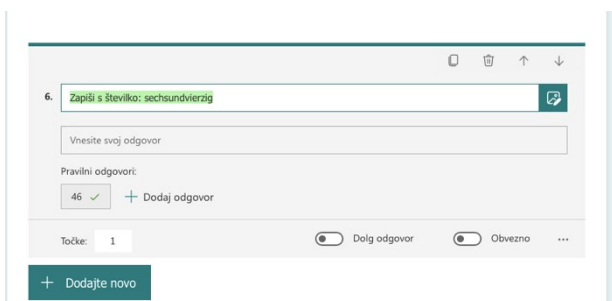 6. Zapiši s številko: sechsundvierzig
Vnesite svoj odgovor
Pravilni odgovori:
46 Dodaj odgovor
Točke: 1 Dolg odgovor Obvezno
Dodajte novo